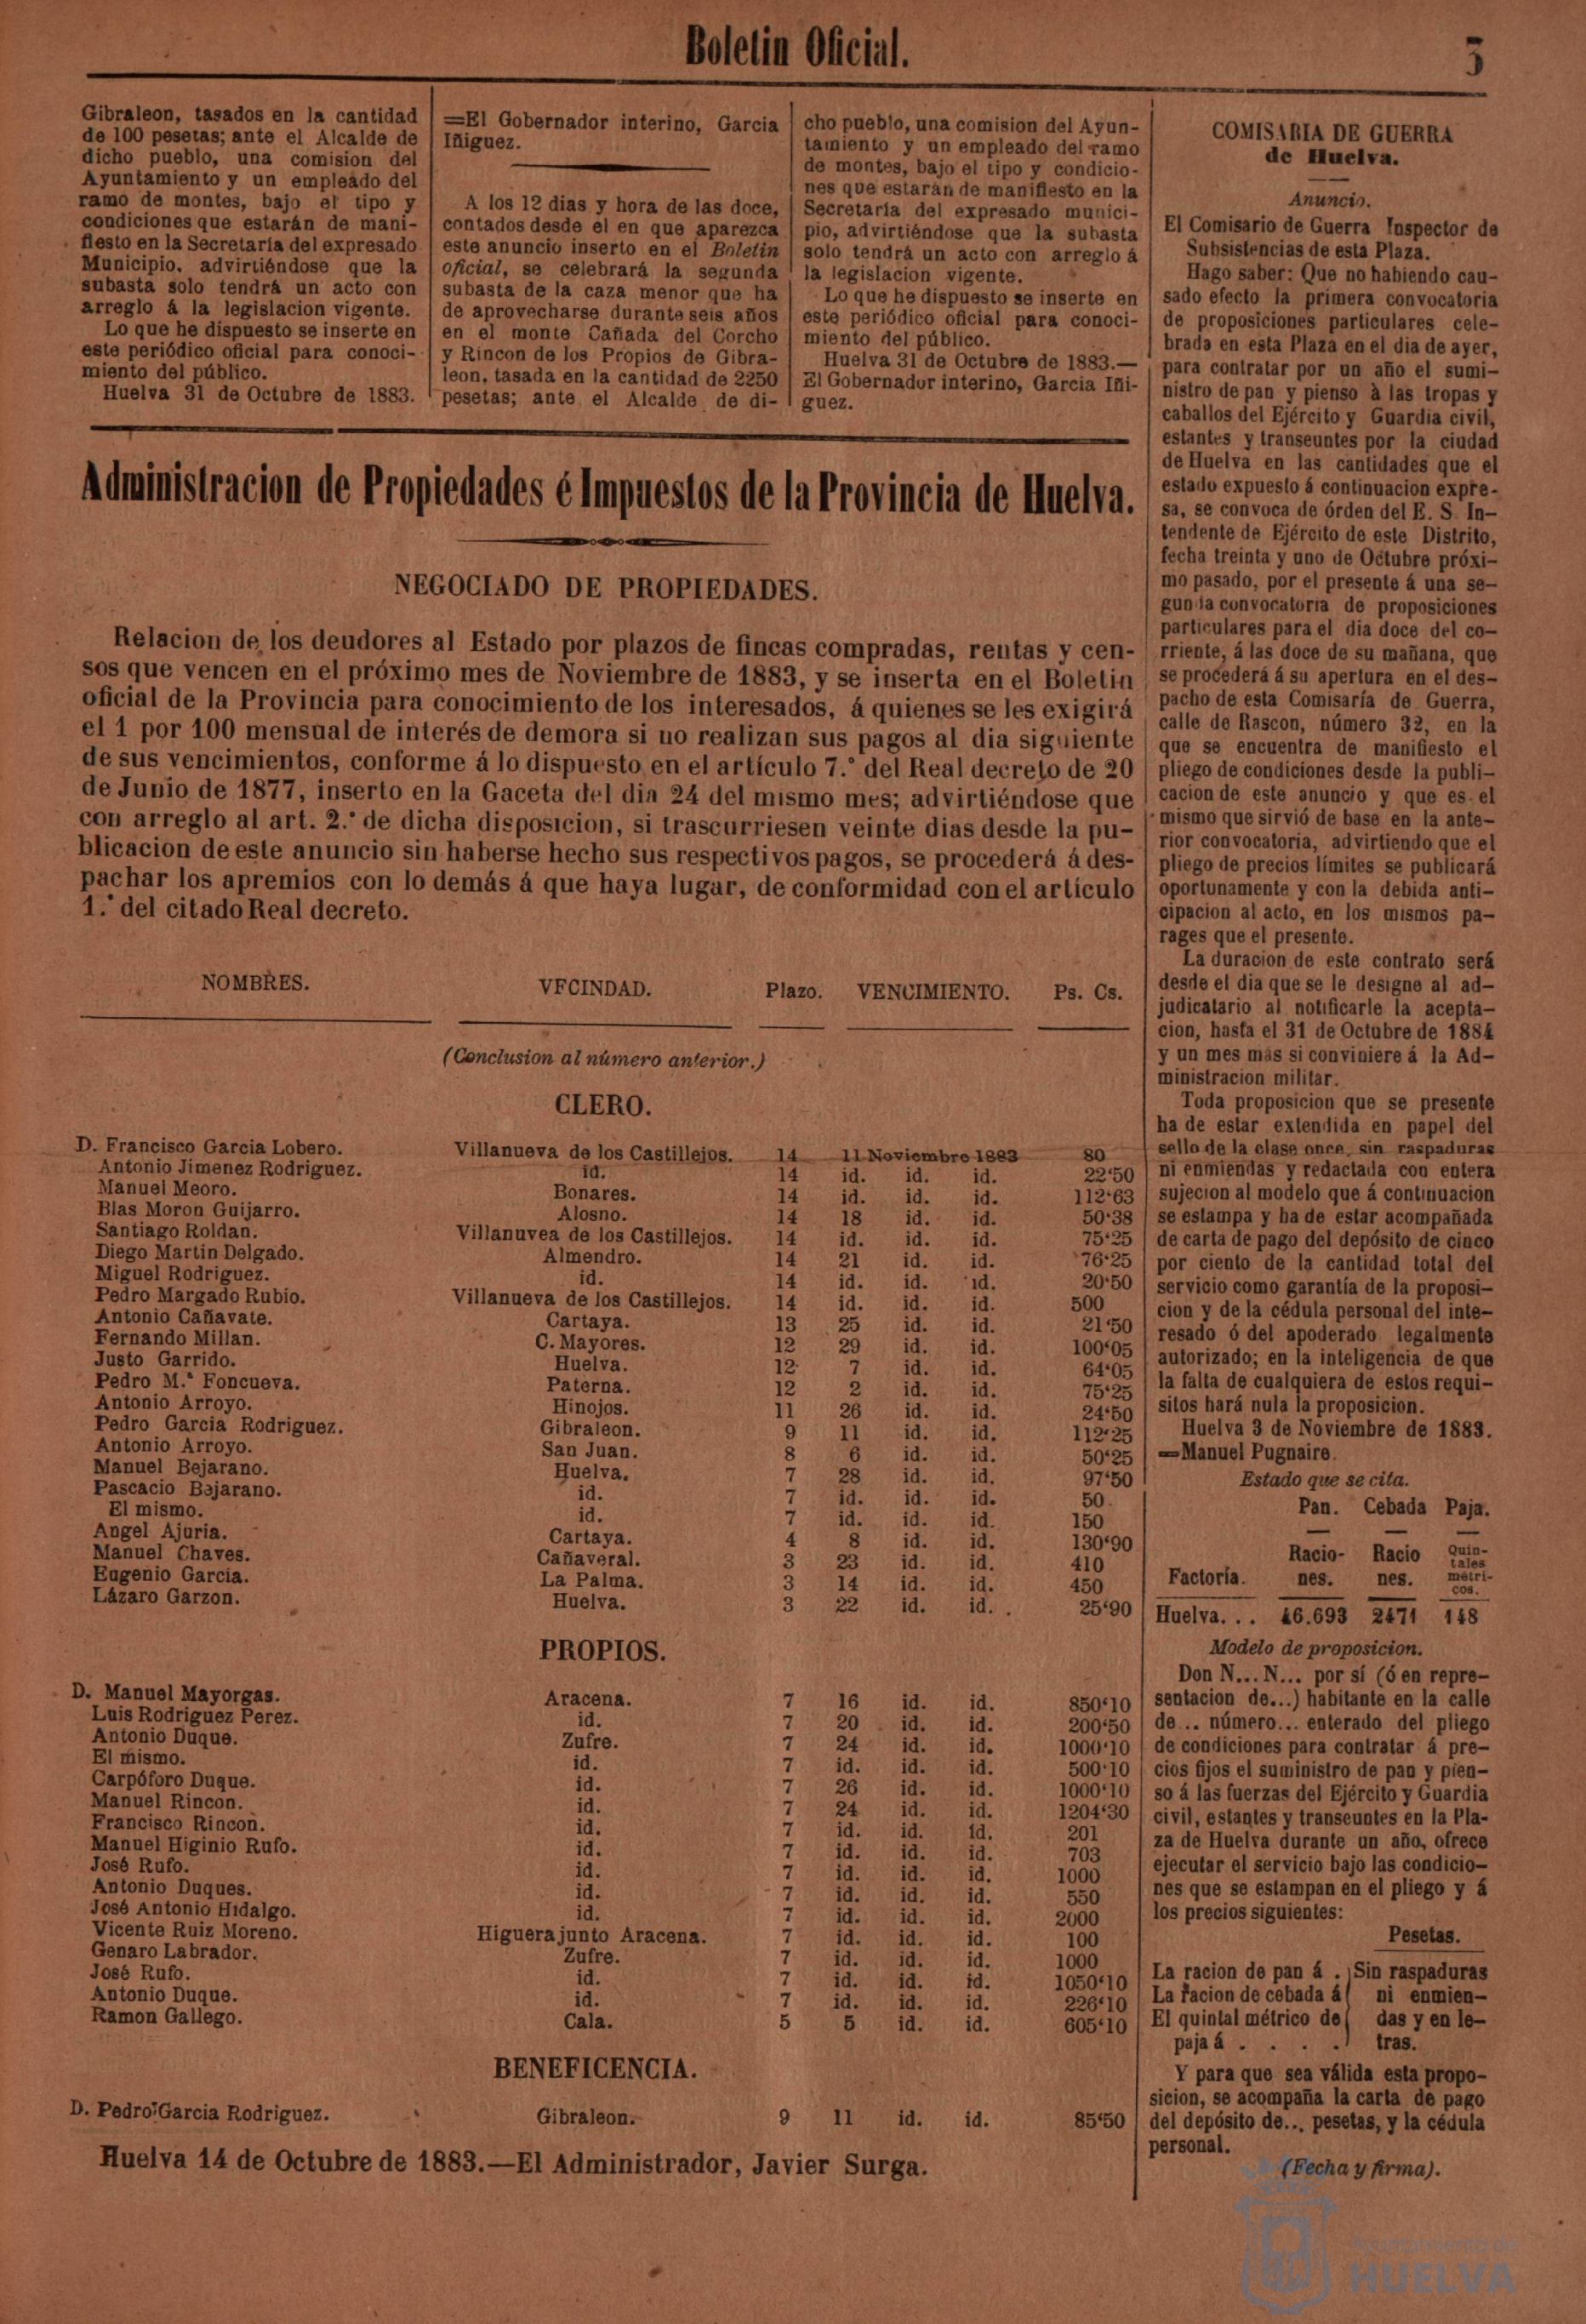 Boletin Oficial.
3
Gibraleon, tasados en la cantidad
de 100 pesetas; ante el Alcalde de
dicho pueblo, una comision del
Ayuntamiento y un empleado del
ramo de montes, bajo el tipo y
condiciones que estarán de mani-
fiesto en la Secretaría del expresado
Municipio, advirtiéndose que la
subasta solo tendrá un acto con
arreglo á la legislacion vigente.
Lo que he dispuesto se inserte en
este periódico oficial para conoci-
miento del público.
Huelva 31 de Octubre de 1883.
=El Gobernador interino, Garcia
Iñiguez.
A los 12 dias y hora de las doce,
contados desde el en que aparezca
este anuncio inserto en el Boletin
oficial, se celebrará la segunda
subasta de la caza menor que ha
de aprovecharse durante seis años
en el monte Cañada del Corcho
y Rincon de los Propios de Gibra-
leon, tasada en la cantidad de 2250
pesetas; ante el Alcalde de di-
cho pueblo, una comision del Ayun-
tamiento y un empleado del ramo
de montes, bajo el tipo y condicio-
nes que estarán de manifiesto en la
Secretaría del expresado munici-
pio, advirtiéndose que la subasta
solo tendrá un acto con arreglo á
la legislacion vigente.
Lo que he dispuesto se inserte en
este periódico oficial para conoci-
miento del público.
Huelva 31 de Octubre de 1883.—
El Gobernador interino, Garcia Iñi-
guez.
Administracion de Propiedades é Impuestos de la Provincia de Huelva.
NEGOCIADO DE PROPIEDADES.
Relacion de los deudores al Estado por plazos de fincas compradas, rentas y cen-
sos que vencen en el próximo mes de Noviembre de 1883, y se inserta en el Boletin
oficial de la Provincia para conocimiento de los interesados, á quienes se les exigirá
el 1 por 100 mensual de interés de demora si no realizan sus pagos al dia siguiente
de sus vencimientos, conforme á lo dispuesto en el artículo 7.° del Real decreto de 20
de Junio de 1877, inserto en la Gaceta del dia 24 del mismo mes; advirtiéndose que
con arreglo al art. 2.° de dicha disposicion, si trascurriesen veinte dias desde la pu-
blicacion de este anuncio sin haberse hecho sus respectivos pagos, se procederá á des-
pachar los apremios con lo demás á que haya lugar, de conformidad con el artículo
1.° del citado Real decreto.
NOMBRES. VECINDAD. Plazo. VENCIMIENTO. Ps. Cs.
(Conclusion al número anterior.)
CLERO.
D. Francisco Garcia Lobero. Villanueva de los Castillejos. 14 11 Noviembre 1883 80
Antonio Jimenez Rodriguez. id. 14 id. id. id. 22'50
Manuel Meoro. Bonares. 14 id. id. id. 112'63
Blas Moron Guijarro. Alosno. 14 18 id. id. 50'38
Santiago Roldan. Villanuvea de los Castillejos. 14 id. id. id. 75'25
Diego Martin Delgado. Almendro. 14 21 id. id. 76'25
Miguel Rodriguez. id. 14 id. id. id. 20'50
Pedro Margado Rubio. Villanueva de los Castillejos. 14 id. id. id. 500
Antonio Cañavate. Cartaya. 13 25 id. id. 21'50
Fernando Millan. C. Mayores. 12 29 id. id. 100'05
Justo Garrido. Huelva. 12 7 id. id. 64'05
Pedro M.ª Foncueva. Paterna. 12 2 id. id. 75'25
Antonio Arroyo. Hinojos. 11 26 id. id. 24'50
Pedro Garcia Rodriguez. Gibraleon. 9 11 id. id. 112'25
Antonio Arroyo. San Juan. 8 6 id. id. 50'25
Manuel Bejarano. Huelva. 7 28 id. id. 97'50
Pascacio Bejarano. id. 7 id. id. id. 50
El mismo. id. 7 id. id. id. 150
Angel Ajuria. Cartaya. 4 8 id. id. 130'90
Manuel Chaves. Cañaveral. 3 23 id. id. 410
Eugenio Garcia. La Palma. 3 14 id. id. 450
Lázaro Garzon. Huelva. 3 22 id. id. 25'90
PROPIOS.
D. Manuel Mayorgas. Aracena. 7 16 id. id. 850'10
Luis Rodriguez Perez. id. 7 20 id. id. 200'50
Antonio Duque. Zufre. 7 24 id. id. 1000'10
El mismo. id. 7 id. id. id. 500'10
Carpóforo Duque. id. 7 26 id. id. 1000'10
Manuel Rincon. id. 7 24 id. id. 1204'30
Francisco Rincon. id. 7 id. id. id. 201
Manuel Higinio Rufo. id. 7 id. id. id. 703
José Rufo. id. 7 id. id. id. 1000
Antonio Duques. id. 7 id. id. id. 550
José Antonio Hidalgo. id. 7 id. id. id. 2000
Vicente Ruiz Moreno. Higuera junto Aracena. 7 id. id. id. 100
Genaro Labrador. Zufre. 7 id. id. id. 1000
José Rufo. id. 7 id. id. id. 1050'10
Antonio Duque. id. 7 id. id. id. 226'10
Ramon Gallego. Cala. 5 5 id. id. 605'10
BENEFICENCIA.
D. Pedro Garcia Rodriguez. Gibraleon. 9 11 id. id. 85'50
Huelva 14 de Octubre de 1883.—El Administrador, Javier Surga.
COMISARIA DE GUERRA
de Huelva.
Anuncio.
El Comisario de Guerra Inspector de
Subsistencias de esta Plaza.
Hago saber: Que no habiendo cau-
sado efecto la primera convocatoria
de proposiciones particulares cele-
brada en esta Plaza en el dia de ayer,
para contratar por un año el sumi-
nistro de pan y pienso à las tropas y
caballos del Ejército y Guardia civil,
estantes y transeuntes por la ciudad
de Huelva en las cantidades que el
estado expuesto á continuacion expre-
sa, se convoca de órden del E. S. In-
tendente de Ejército de este Distrito,
fecha treinta y uno de Octubre próxi-
mo pasado, por el presente á una se-
gunda convocatoria de proposiciones
particulares para el dia doce del co-
rriente, á las doce de su mañana, que
se procederá á su apertura en el des-
pacho de esta Comisaría de Guerra,
calle de Rascon, número 32, en la
que se encuentra de manifiesto el
pliego de condiciones desde la publi-
cacion de este anuncio y que es el
mismo que sirvió de base en la ante-
rior convocatoria, advirtiendo que el
pliego de precios límites se publicará
oportunamente y con la debida anti-
cipacion al acto, en los mismos pa-
rages que el presente.
La duracion de este contrato será
desde el dia que se le designe al ad-
judicatario al notificarle la acepta-
cion, hasta el 31 de Octubre de 1884
y un mes más si conviniere á la Ad-
ministracion militar.
Toda proposicion que se presente
ha de estar extendida en papel del
sello de la clase once, sin raspaduras
ni enmiendas y redactada con entera
sujecion al modelo que á continuacion
se estampa y ha de estar acompañada
de carta de pago del depósito de cinco
por ciento de la cantidad total del
servicio como garantía de la proposi-
cion y de la cédula personal del inte-
resado ó del apoderado legalmente
autorizado; en la inteligencia de que
la falta de cualquiera de estos requi-
sitos hará nula la proposicion.
Huelva 3 de Noviembre de 1883.
=Manuel Pugnaire.
Estado que se cita.
Pan. Cebada Paja.
Factoría. Racio- nes. Racio nes. Quin- tales métri- cos.
Huelva. . . 46.693 2471 148
Modelo de proposicion.
Don N... N... por sí (ó en repre-
sentacion de...) habitante en la calle
de... número... enterado del pliego
de condiciones para contratar á pre-
cios fijos el suministro de pan y pien-
so á las fuerzas del Ejército y Guardia
civil, estantes y transeuntes en la Pla-
za de Huelva durante un año, ofrece
ejecutar el servicio bajo las condicio-
nes que se estampan en el pliego y á
los precios siguientes:
Pesetas.
La racion de pan á . Sin raspaduras
La racion de cebada á ni enmien-
El quintal métrico de das y en le-
paja á . . . . tras.
Y para que sea válida esta propo-
sicion, se acompaña la carta de pago
del depósito de... pesetas, y la cédula
personal.
(Fecha y firma).
HUELVA